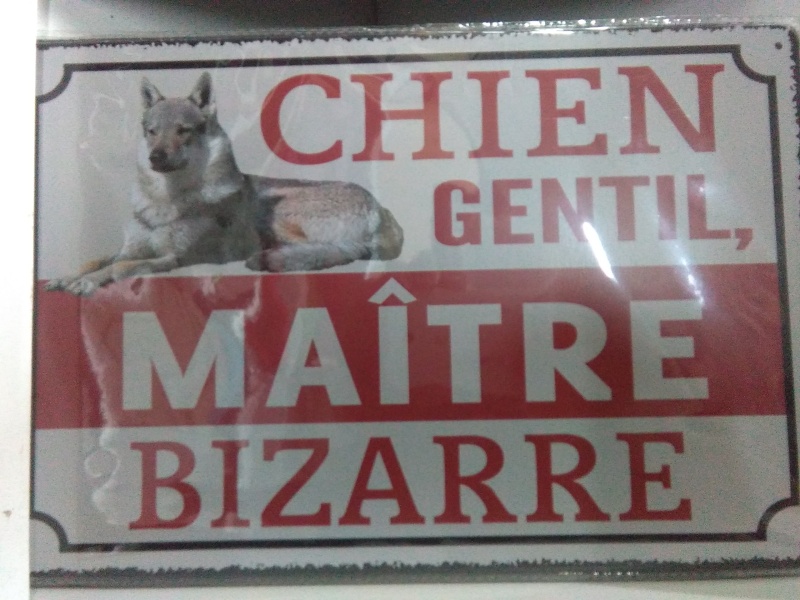 CHIEN
GENTIL,
MAÎTRE
BIZARRE